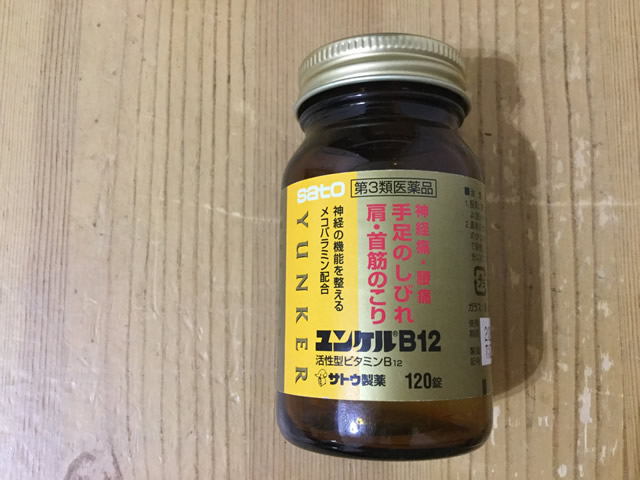 sato
第3類医薬品
YUNKER
神経痛・腰痛
手足のしびれ
肩・首筋のこり
神経の機能を整える
メコバラミン配合
ユンケル®B12
活性型ビタミンB12
サトウ製薬 120錠